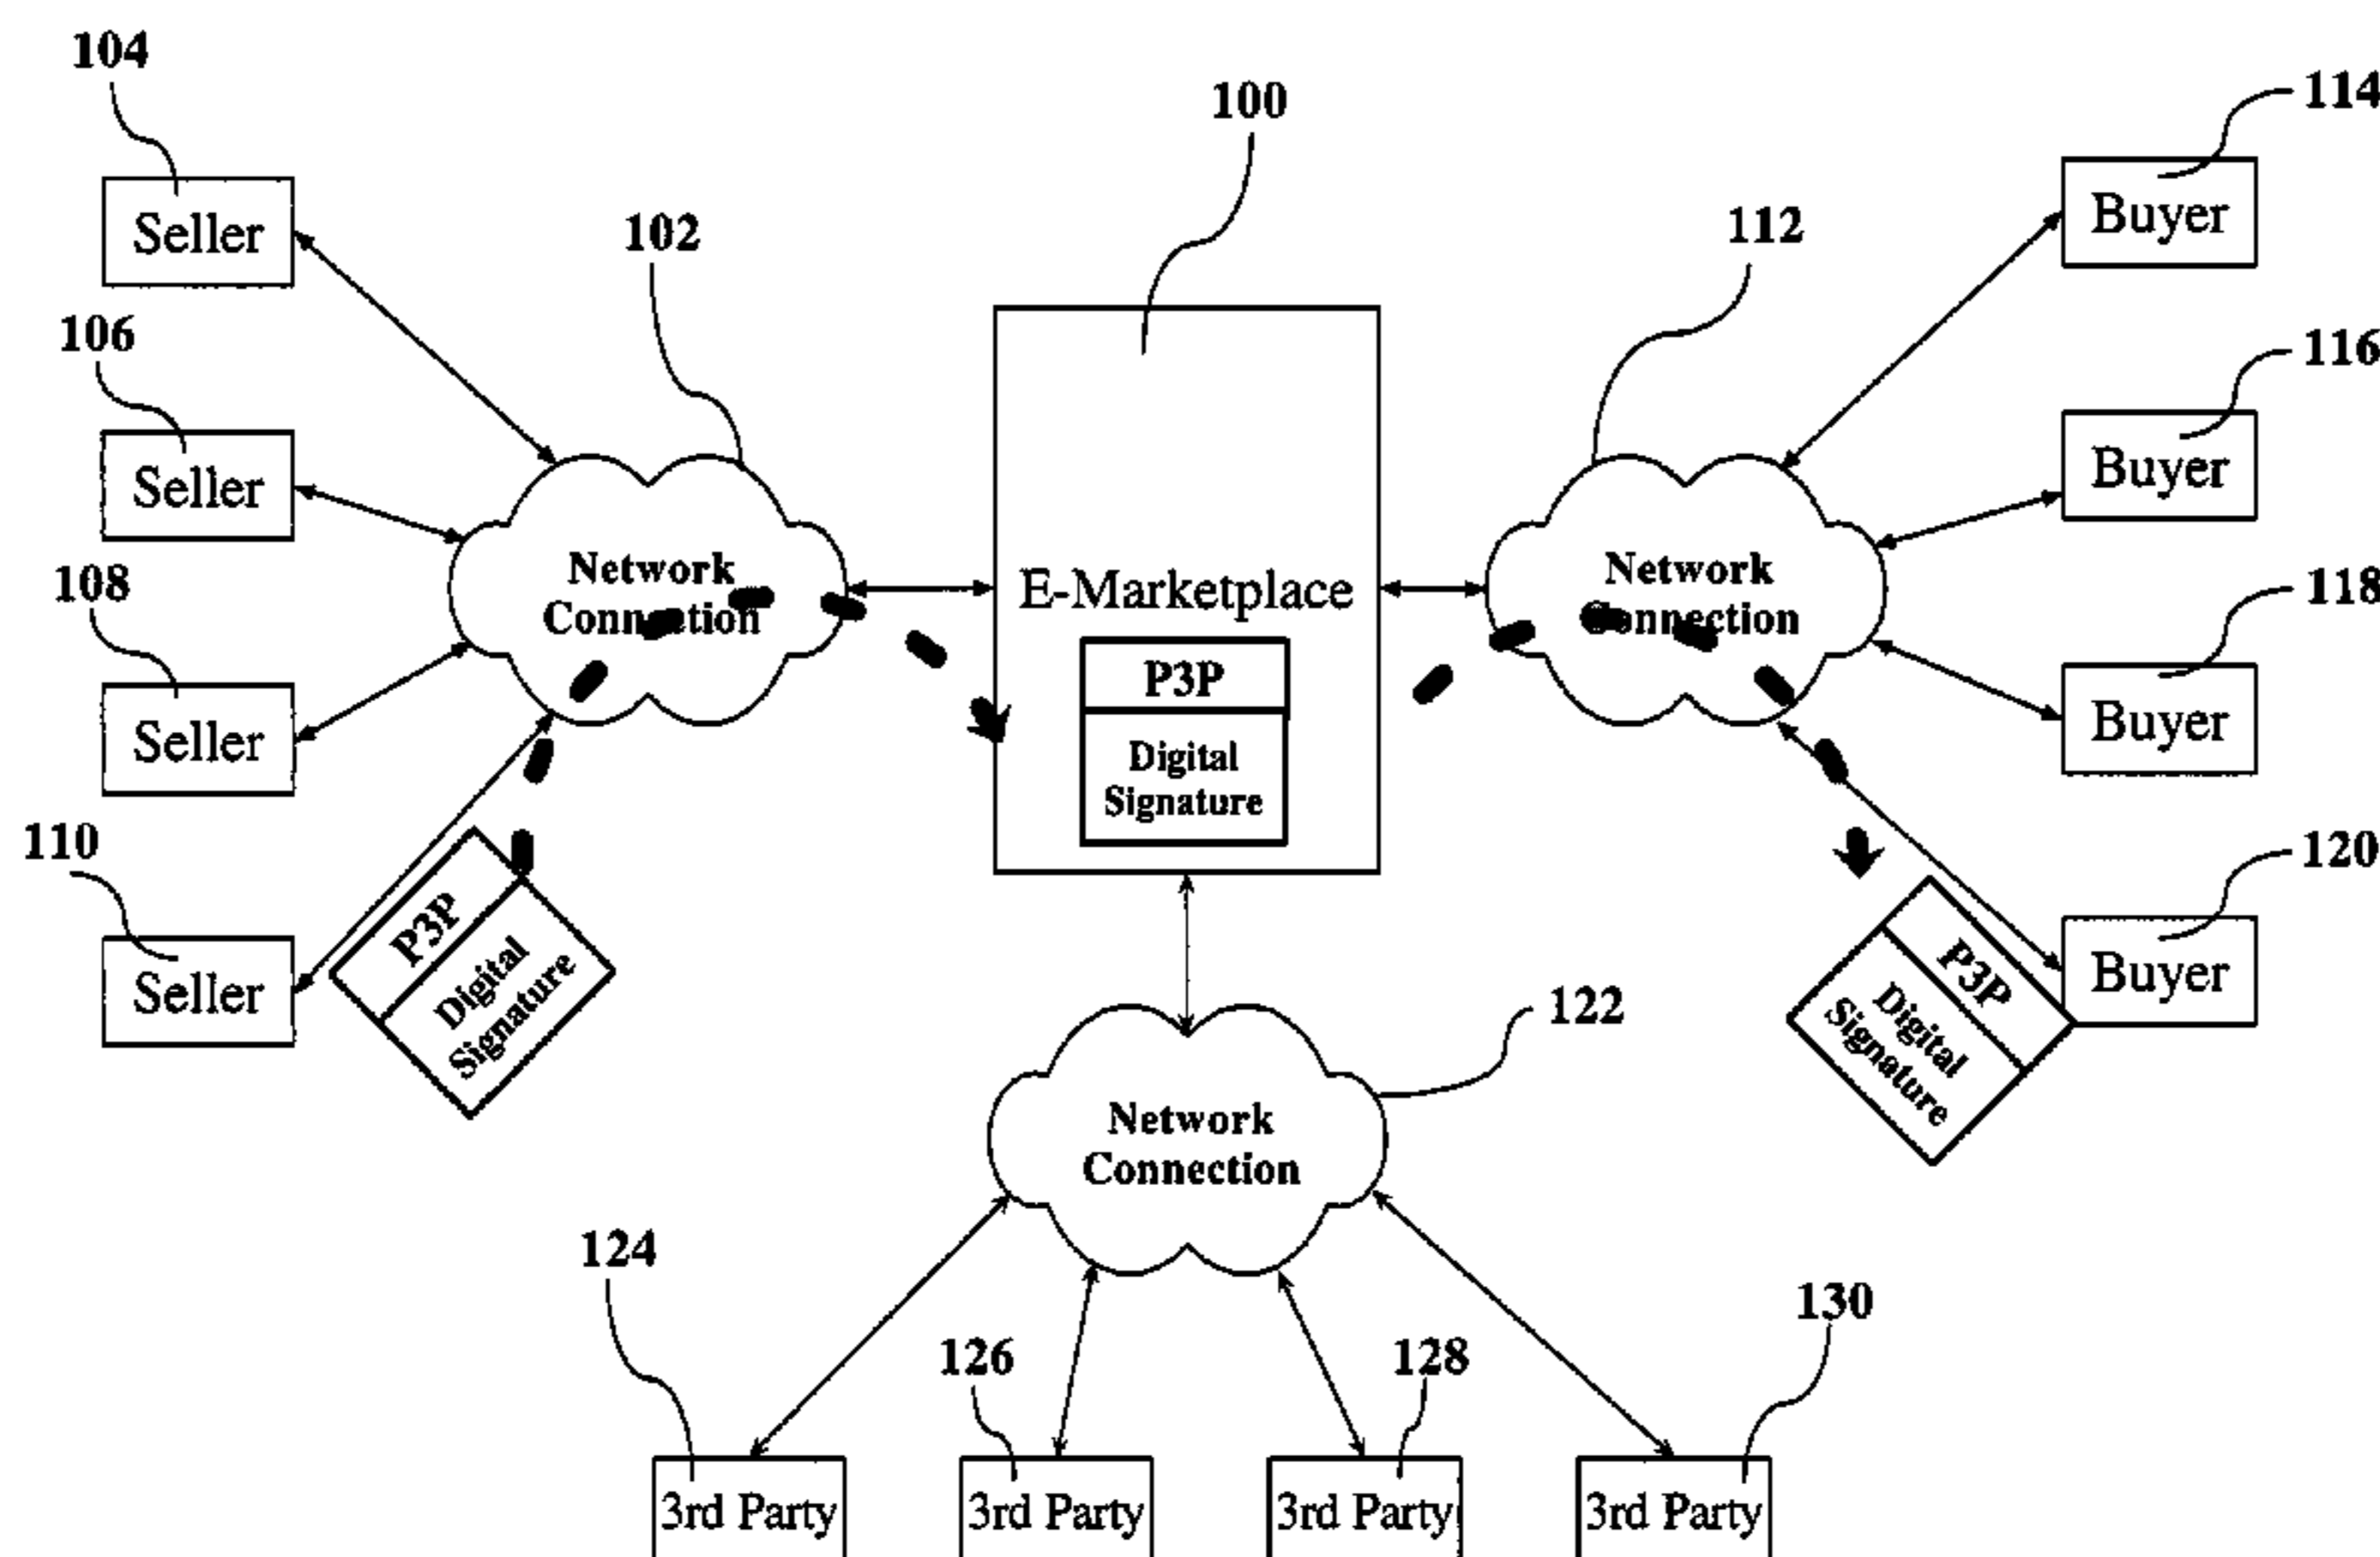 104
100
114
Seller
102
112
Buyer
106
116
Seller
Buyer
108
Network
Connection
E-Marketplace
P3P
Digital
Signature
Network
Connection
118
Seller
Buyer
110
120
Seller
P3P
Digital
Signature
P3P
Digital
Signature
Buyer
122
Network
Connection
124
126
128
130
3rd Party
3rd Party
3rd Party
3rd Party